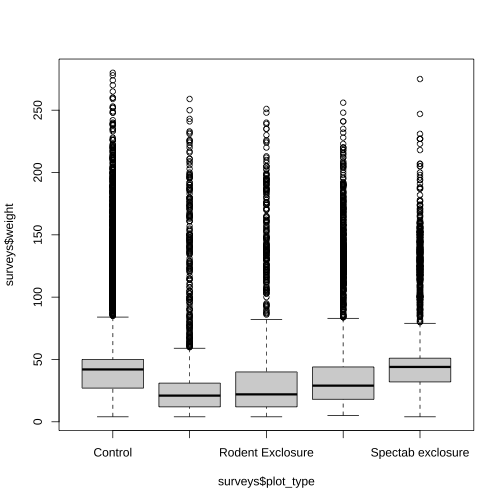 surveys$weight
250
200
150
100
50
0
Control
Rodent Exclosure
Spectab exclosure
surveys$plot_type